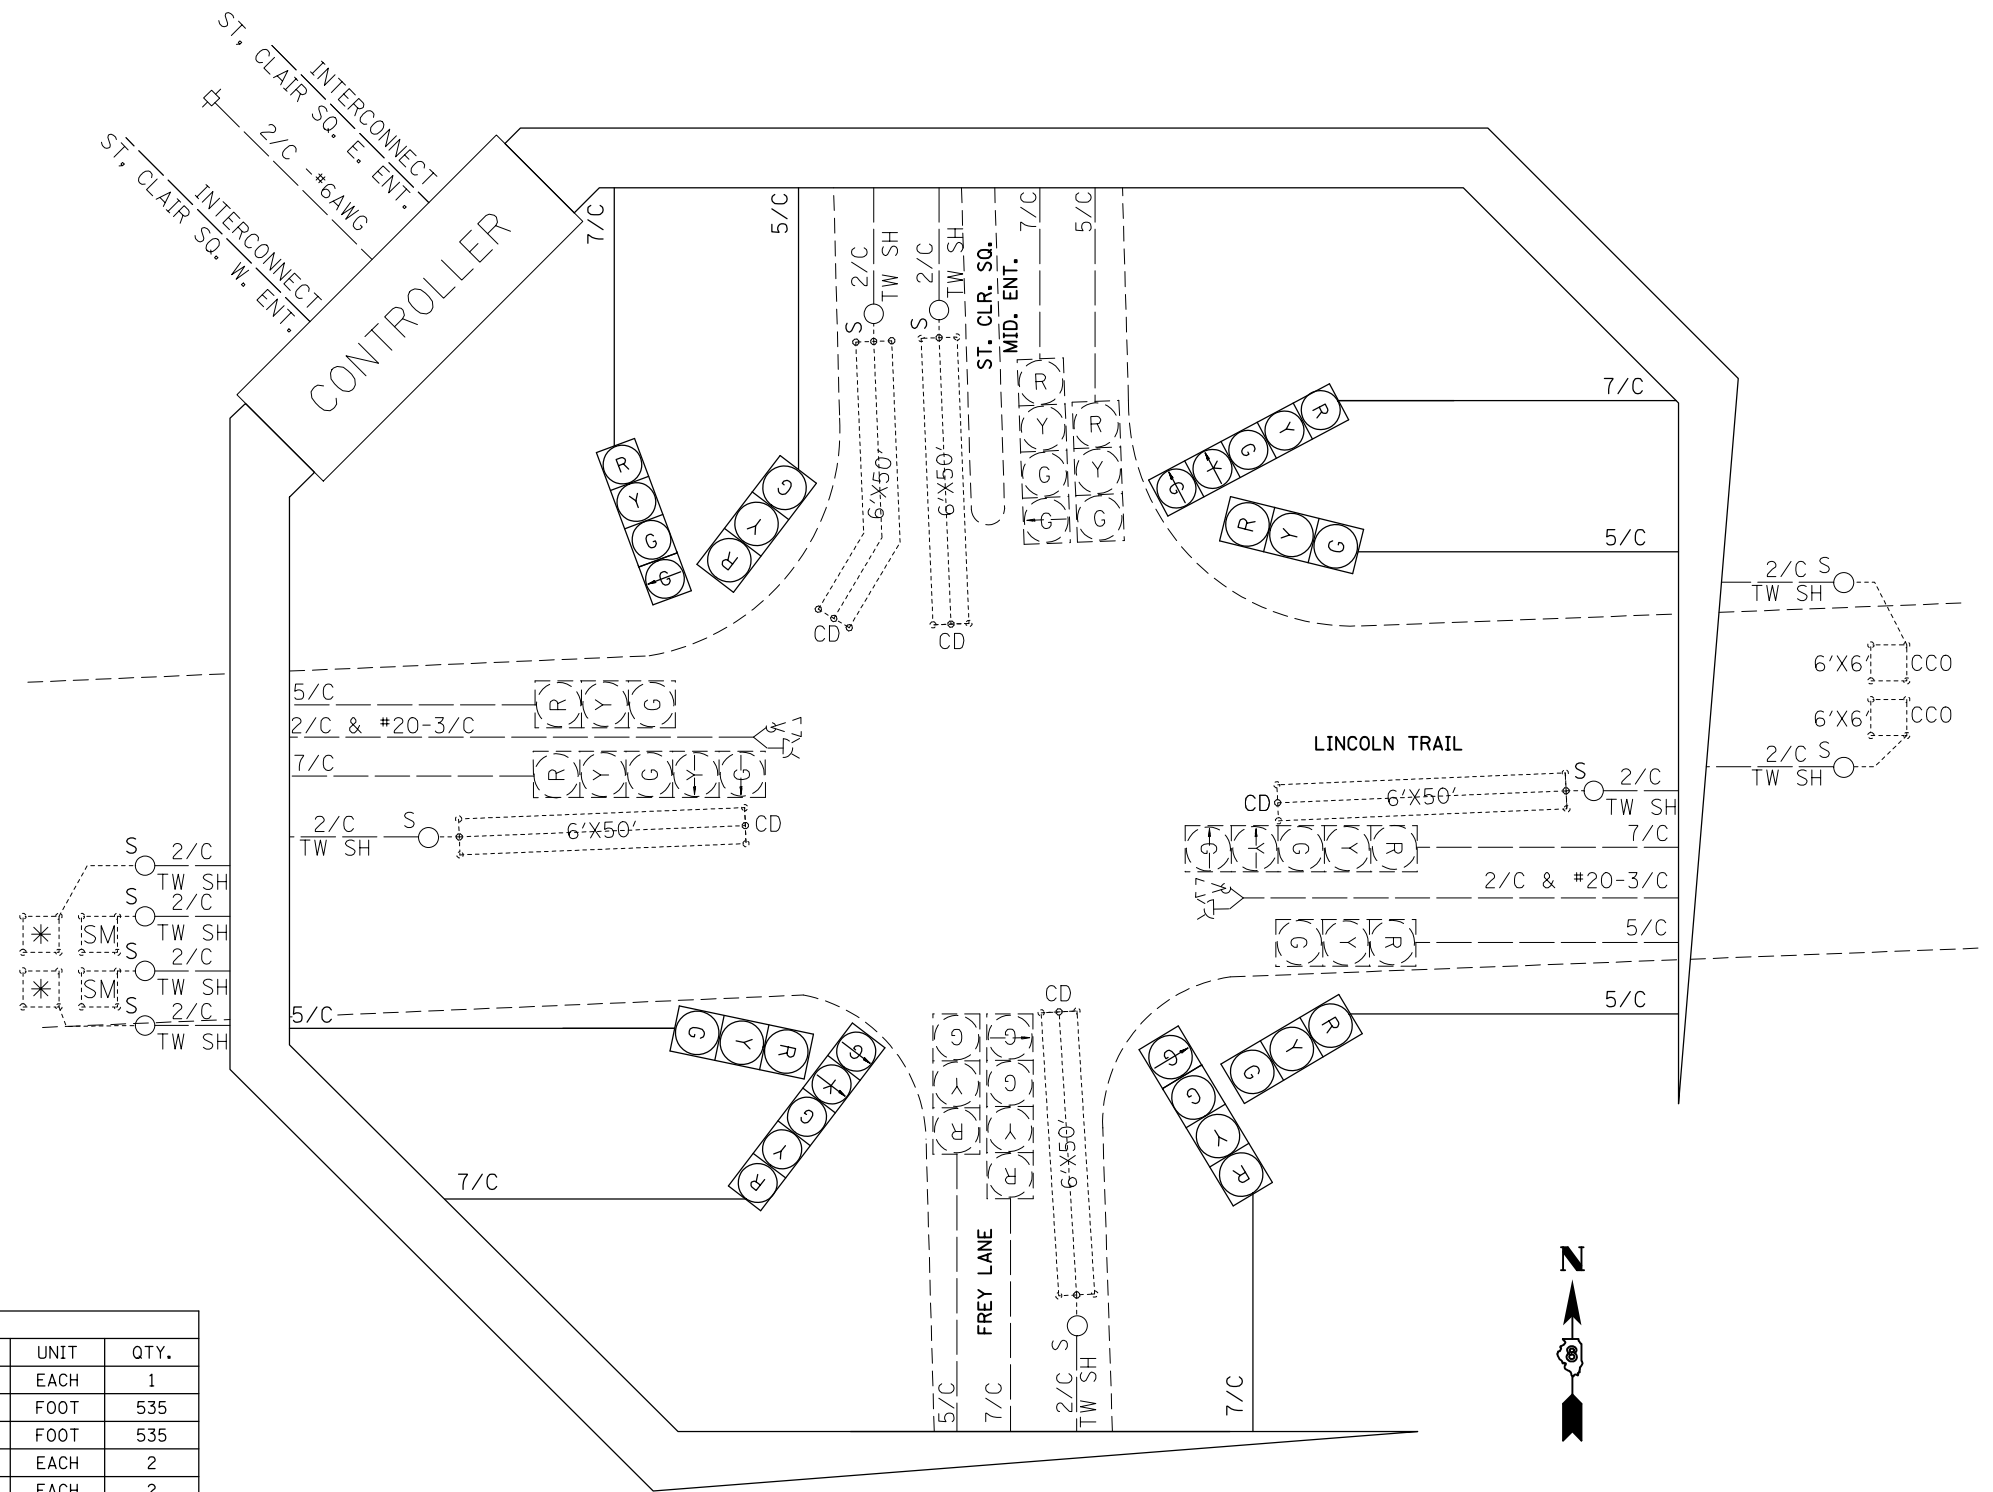 ST, CLAIR SQ. E. ENT.
INTERCONNECT
2/C -#6AWG
ST, CLAIR SQ. W. ENT.
INTERCONNECT
CONTROLLER
7/C
5/C
2/C
TW SH
S
2/C
TW SH
S
ST. CLR. SQ.
MID. ENT.
7/C
5/C
6'X50'
CD
6'X50'
CD
R
Y
G
G
R
Y
G
R
Y
G
G
G
Y
R
R
Y
G
Y
G
7/C
R Y G
5/C
2/C S
TW SH
6'X6' CCO
6'X6' CCO
2/C S
TW SH
5/C
R Y G
2/C & #20-3/C
7/C
R Y G Y G
2/C S
TW SH
6'X50' CD
LINCOLN TRAIL
CD 6'X50' S 2/C
TW SH
7/C
G Y G Y R
2/C & #20-3/C
5/C
G Y R
S 2/C
TW SH
S 2/C
TW SH
* SM
S 2/C
TW SH
* SM
S 2/C
TW SH
5/C
G Y R
G
Y
G
Y
R
7/C
G
Y
R
G
G
Y
R
CD
6'X50'
FREY LANE
5/C
7/C
2/C S
TW SH
G
G
Y
R
7/C
R
Y
G
5/C
N
8
UNIT QTY.
EACH 1
FOOT 535
FOOT 535
EACH 2
EACH 2